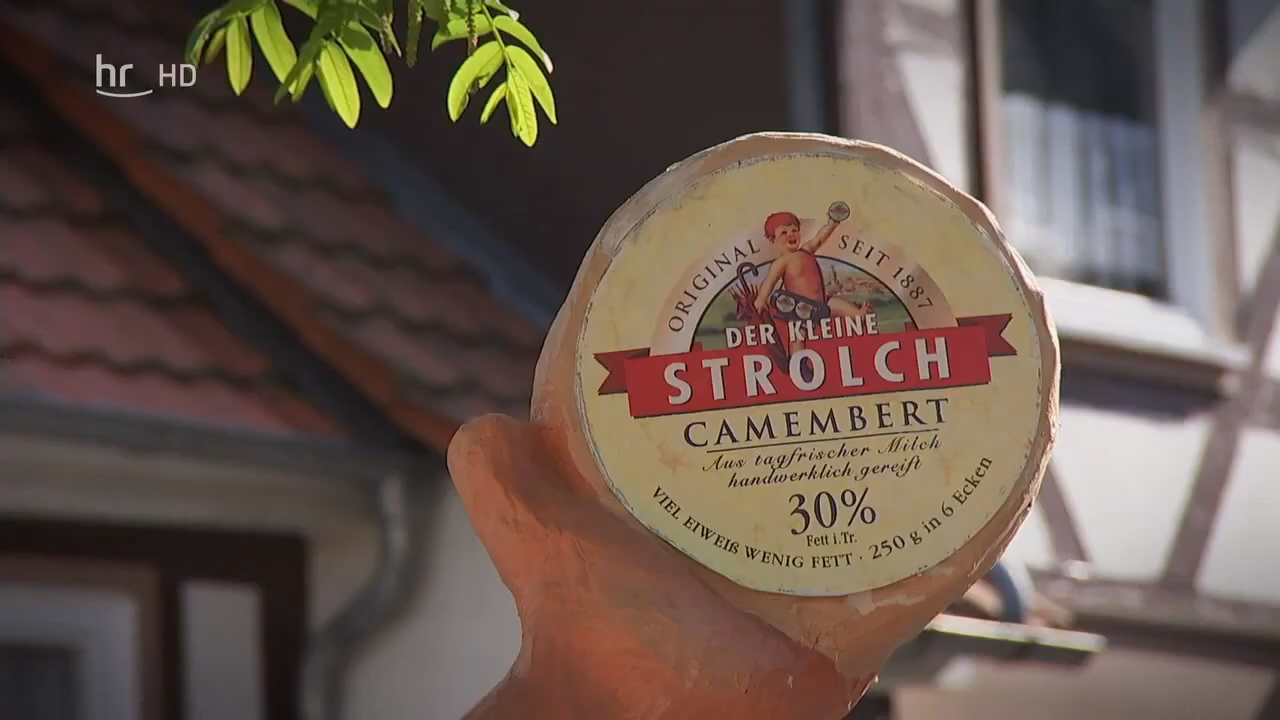 hr HD
ORIGINAL SEIT 1887
DER KLEINE
STROLCH
CAMEMBERT
Aus tagfrischer Milch
handwerklich gereift
30%
Fett i.Tr.
VIEL EIWEIß WENIG FETT · 250 g in 6 Ecken